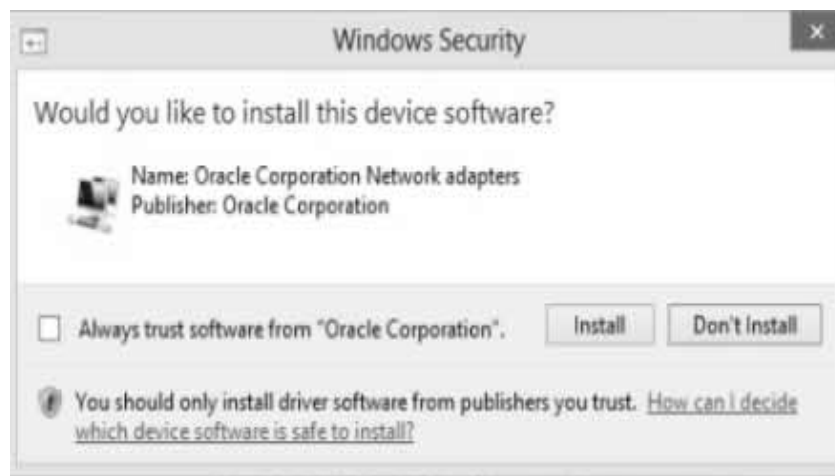 Windows Security
Would you like to install this device software?
Name: Oracle Corporation Network adapters
Publisher: Oracle Corporation
Always trust software from "Oracle Corporation".
Install
Don't Install
You should only install driver software from publishers you trust. How can I decide
which device software is safe to install?